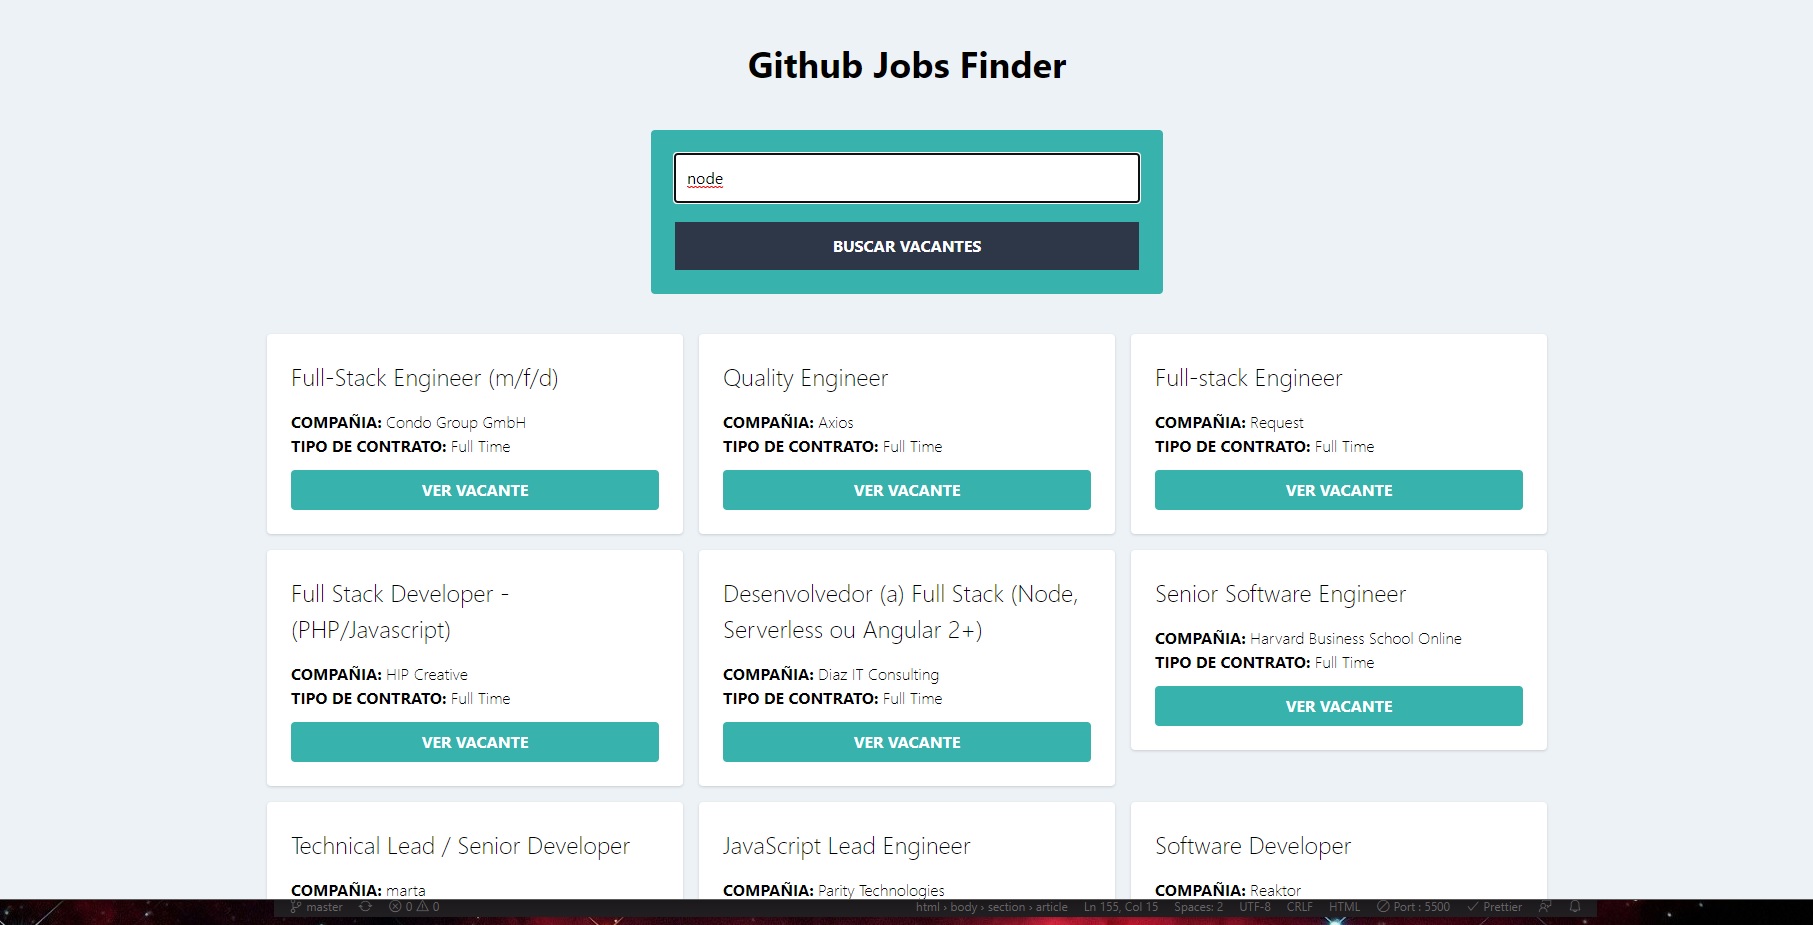 Github Jobs Finder
node
BUSCAR VACANTES
Full-Stack Engineer (m/f/d)
COMPAÑIA: Condo Group GmbH
TIPO DE CONTRATO: Full Time
VER VACANTE
Quality Engineer
COMPAÑIA: Axios
TIPO DE CONTRATO: Full Time
VER VACANTE
Full-stack Engineer
COMPAÑIA: Request
TIPO DE CONTRATO: Full Time
VER VACANTE
Full Stack Developer -
(PHP/Javascript)
COMPAÑIA: HIP Creative
TIPO DE CONTRATO: Full Time
VER VACANTE
Desenvolvedor (a) Full Stack (Node,
Serverless ou Angular 2+)
COMPAÑIA: Diaz IT Consulting
TIPO DE CONTRATO: Full Time
VER VACANTE
Senior Software Engineer
COMPAÑIA: Harvard Business School Online
TIPO DE CONTRATO: Full Time
VER VACANTE
Technical Lead / Senior Developer
COMPAÑIA: marta
JavaScript Lead Engineer
COMPAÑIA: Parity Technologies
Software Developer
COMPAÑIA: Reaktor
master 0 0 html › body › section › article Ln 155, Col 15 Spaces: 2 UTF-8 CRLF HTML Port : 5500 Prettier